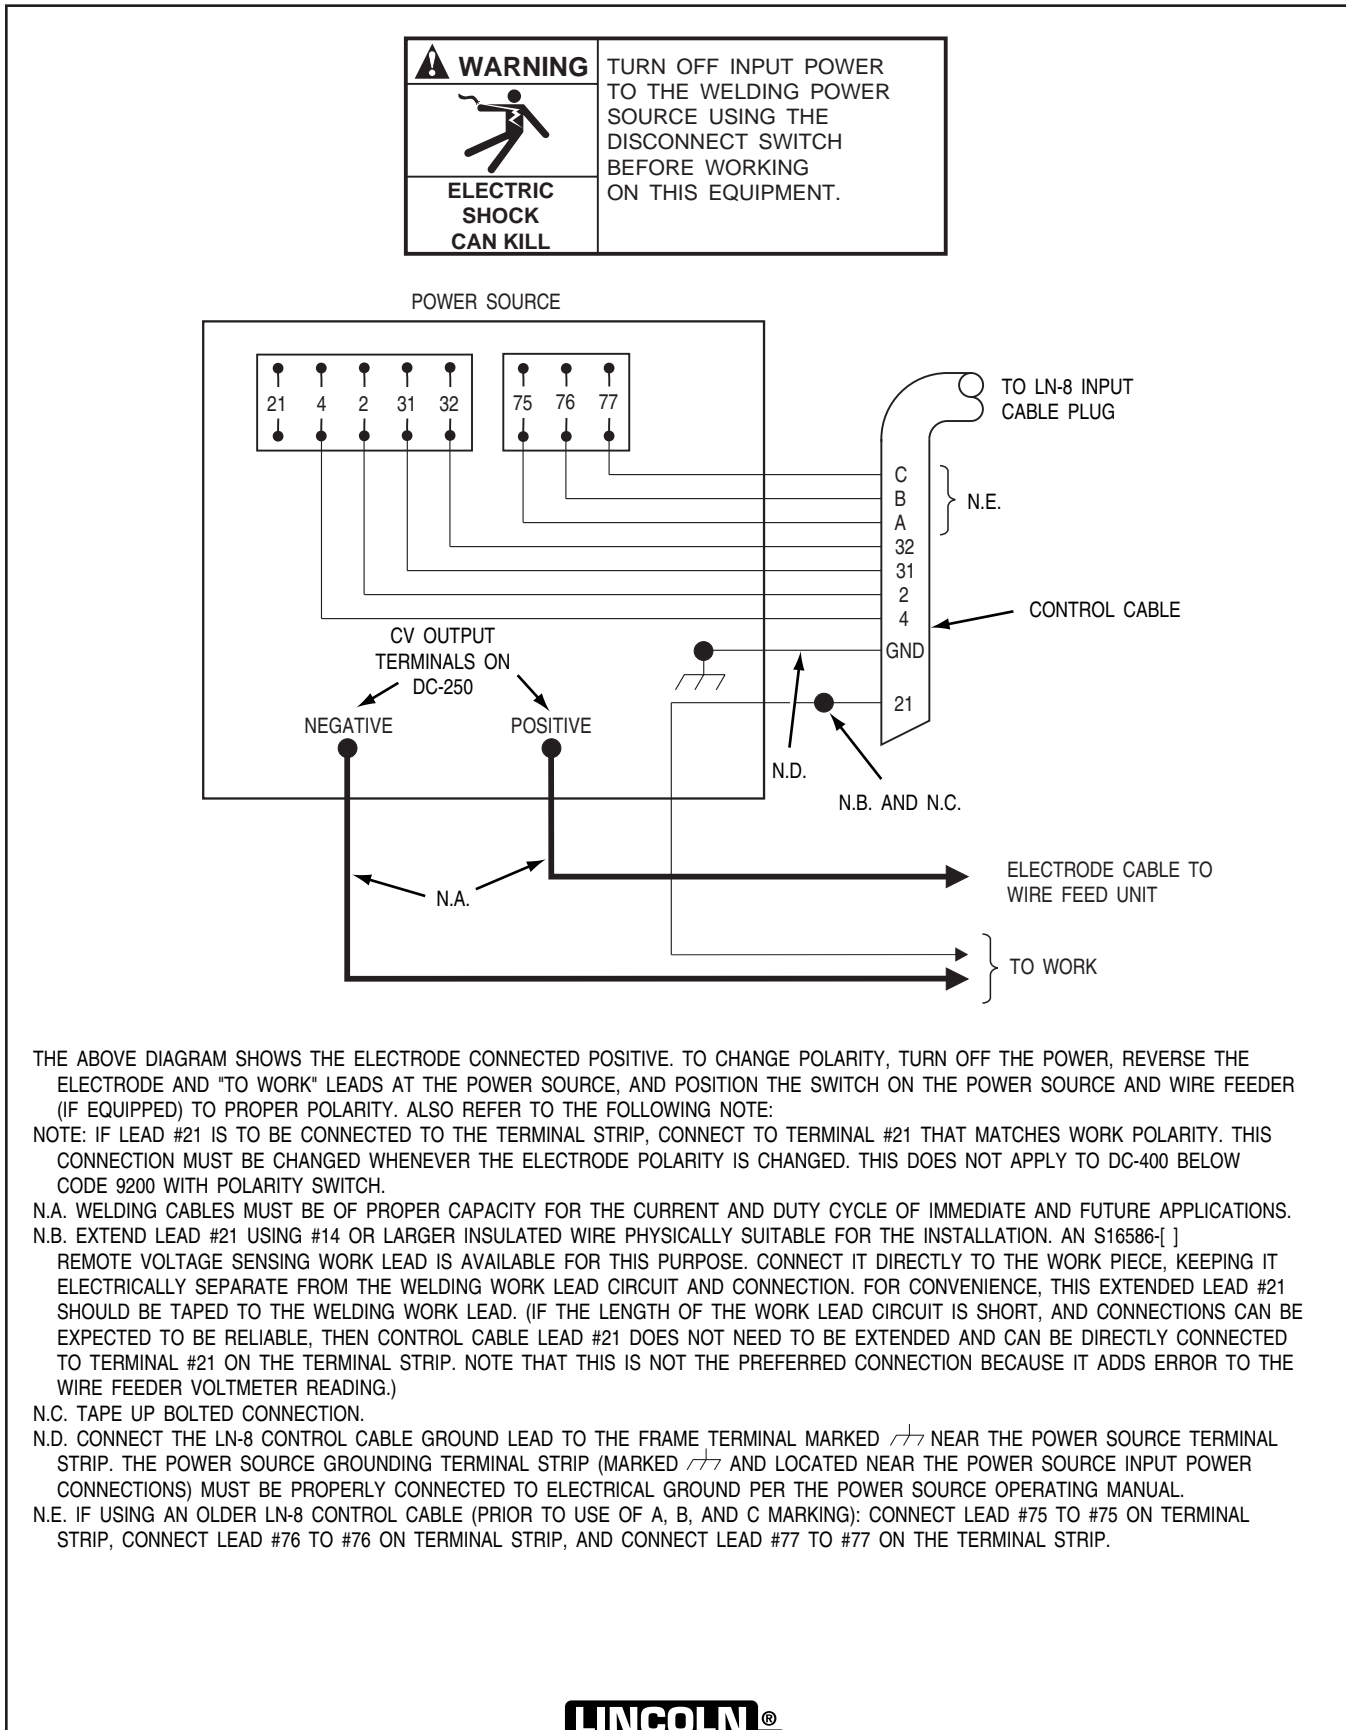 WARNING
ELECTRIC
SHOCK
CAN KILL
TURN OFF INPUT POWER
TO THE WELDING POWER
SOURCE USING THE
DISCONNECT SWITCH
BEFORE WORKING
ON THIS EQUIPMENT.
POWER SOURCE
21 4 2 31 32 75 76 77
TO LN-8 INPUT
CABLE PLUG
C
B
A
N.E.
32
31
2
4
CONTROL CABLE
GND
21
CV OUTPUT
TERMINALS ON
DC-250
NEGATIVE POSITIVE
N.D.
N.B. AND N.C.
N.A.
ELECTRODE CABLE TO
WIRE FEED UNIT
TO WORK
THE ABOVE DIAGRAM SHOWS THE ELECTRODE CONNECTED POSITIVE. TO CHANGE POLARITY, TURN OFF THE POWER, REVERSE THE
ELECTRODE AND "TO WORK" LEADS AT THE POWER SOURCE, AND POSITION THE SWITCH ON THE POWER SOURCE AND WIRE FEEDER
(IF EQUIPPED) TO PROPER POLARITY. ALSO REFER TO THE FOLLOWING NOTE:
NOTE: IF LEAD #21 IS TO BE CONNECTED TO THE TERMINAL STRIP, CONNECT TO TERMINAL #21 THAT MATCHES WORK POLARITY. THIS
CONNECTION MUST BE CHANGED WHENEVER THE ELECTRODE POLARITY IS CHANGED. THIS DOES NOT APPLY TO DC-400 BELOW
CODE 9200 WITH POLARITY SWITCH.
N.A. WELDING CABLES MUST BE OF PROPER CAPACITY FOR THE CURRENT AND DUTY CYCLE OF IMMEDIATE AND FUTURE APPLICATIONS.
N.B. EXTEND LEAD #21 USING #14 OR LARGER INSULATED WIRE PHYSICALLY SUITABLE FOR THE INSTALLATION. AN S16586-[ ]
REMOTE VOLTAGE SENSING WORK LEAD IS AVAILABLE FOR THIS PURPOSE. CONNECT IT DIRECTLY TO THE WORK PIECE, KEEPING IT
ELECTRICALLY SEPARATE FROM THE WELDING WORK LEAD CIRCUIT AND CONNECTION. FOR CONVENIENCE, THIS EXTENDED LEAD #21
SHOULD BE TAPED TO THE WELDING WORK LEAD. (IF THE LENGTH OF THE WORK LEAD CIRCUIT IS SHORT, AND CONNECTIONS CAN BE
EXPECTED TO BE RELIABLE, THEN CONTROL CABLE LEAD #21 DOES NOT NEED TO BE EXTENDED AND CAN BE DIRECTLY CONNECTED
TO TERMINAL #21 ON THE TERMINAL STRIP. NOTE THAT THIS IS NOT THE PREFERRED CONNECTION BECAUSE IT ADDS ERROR TO THE
WIRE FEEDER VOLTMETER READING.)
N.C. TAPE UP BOLTED CONNECTION.
N.D. CONNECT THE LN-8 CONTROL CABLE GROUND LEAD TO THE FRAME TERMINAL MARKED NEAR THE POWER SOURCE TERMINAL
STRIP. THE POWER SOURCE GROUNDING TERMINAL STRIP (MARKED AND LOCATED NEAR THE POWER SOURCE INPUT POWER
CONNECTIONS) MUST BE PROPERLY CONNECTED TO ELECTRICAL GROUND PER THE POWER SOURCE OPERATING MANUAL.
N.E. IF USING AN OLDER LN-8 CONTROL CABLE (PRIOR TO USE OF A, B, AND C MARKING): CONNECT LEAD #75 TO #75 ON TERMINAL
STRIP, CONNECT LEAD #76 TO #76 ON TERMINAL STRIP, AND CONNECT LEAD #77 TO #77 ON THE TERMINAL STRIP.
LINCOLN ®